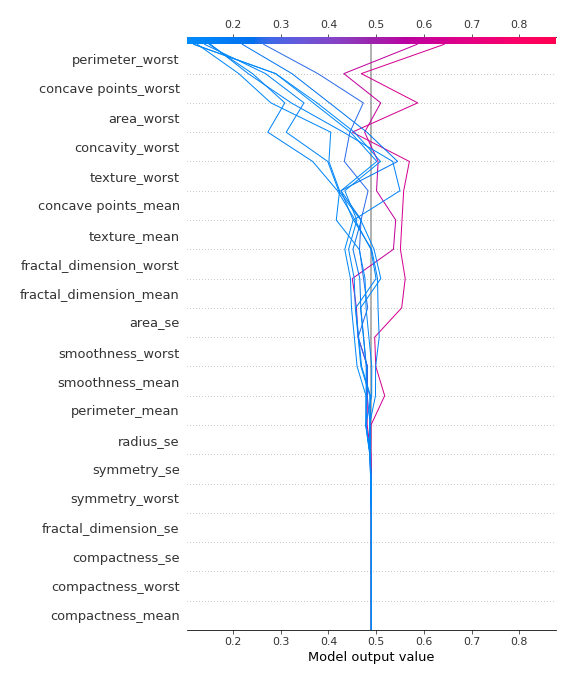 0.2 0.3 0.4 0.5 0.6 0.7 0.8
perimeter_worst
concave points_worst
area_worst
concavity_worst
texture_worst
concave points_mean
texture_mean
fractal_dimension_worst
fractal_dimension_mean
area_se
smoothness_worst
smoothness_mean
perimeter_mean
radius_se
symmetry_se
symmetry_worst
fractal_dimension_se
compactness_se
compactness_worst
compactness_mean
0.2 0.3 0.4 0.5 0.6 0.7 0.8
Model output value